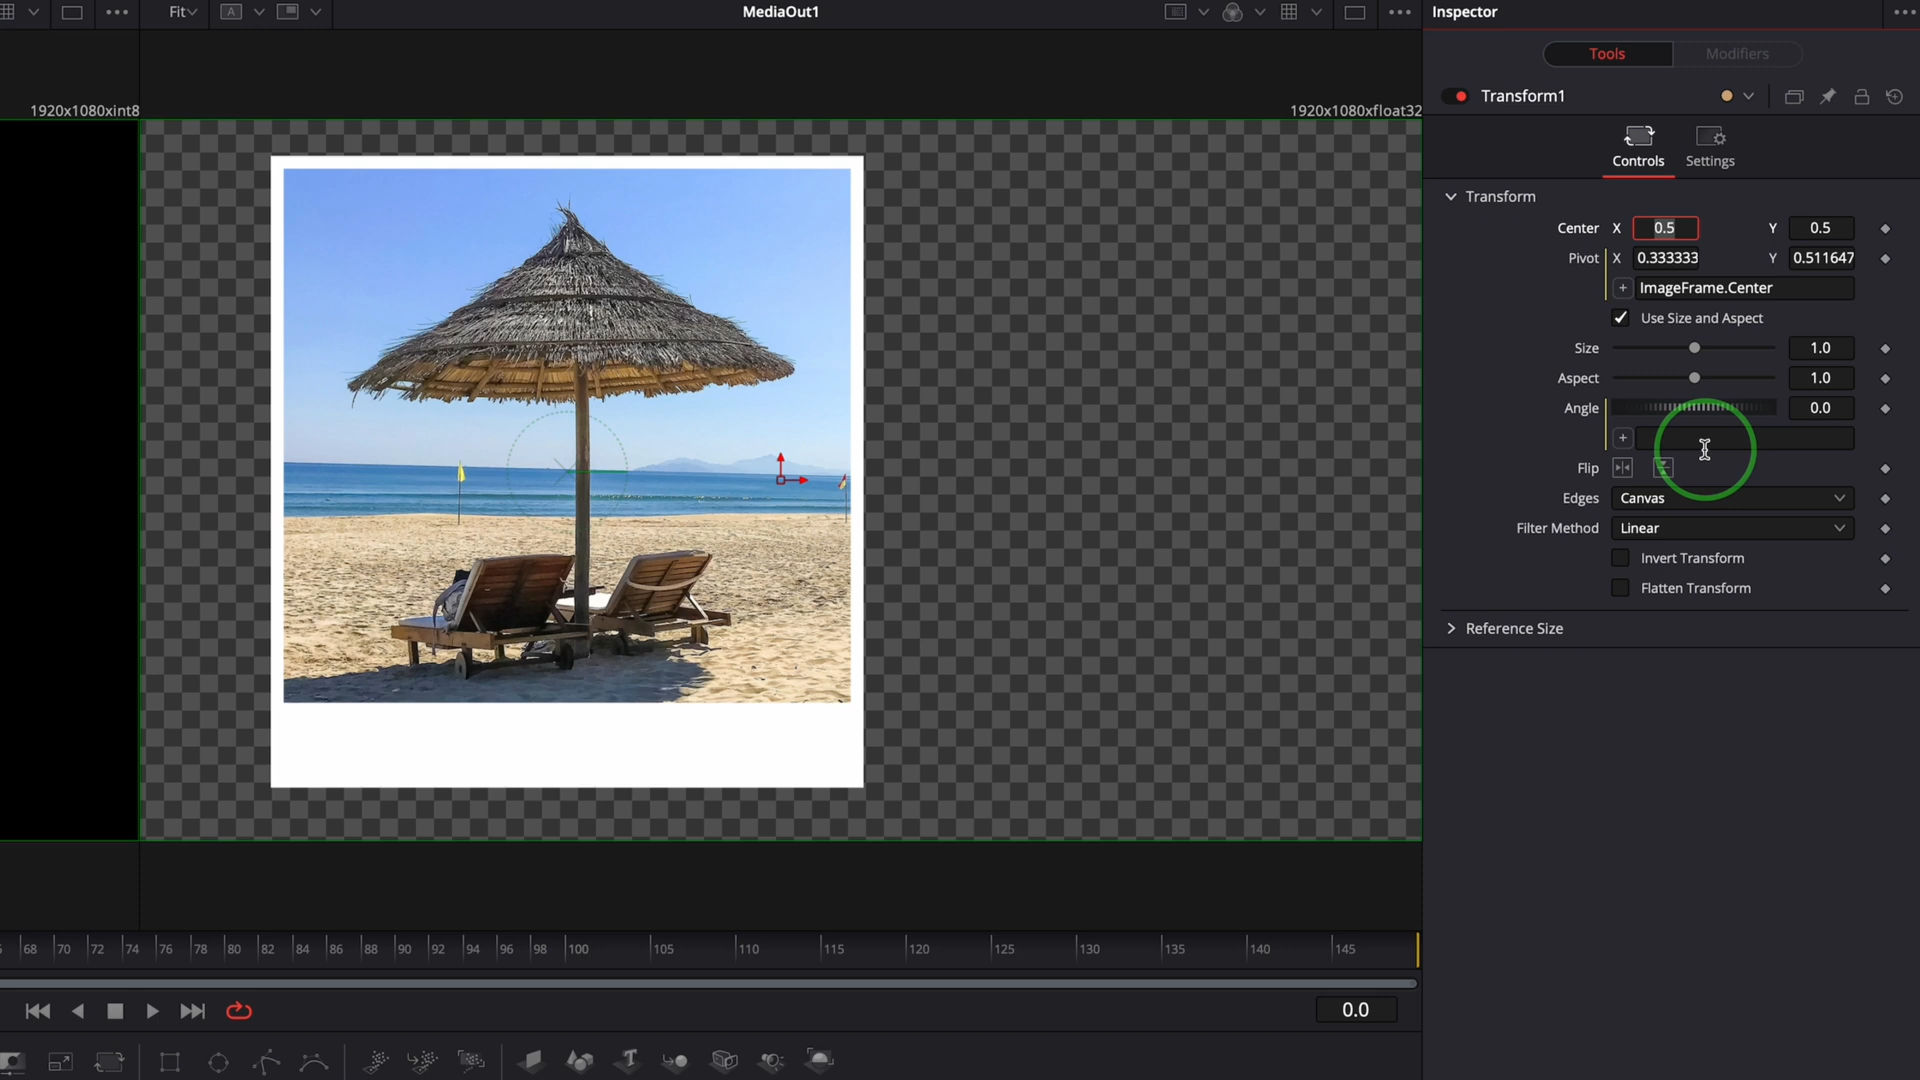 Fit
A
MediaOut1
Inspector
Tools
Modifiers
1920x1080xint8
1920x1080xfloat32
Transform1
Controls
Settings
Transform
Center X 0.5 Y 0.5
Pivot X 0.333333 Y 0.511647
+ ImageFrame.Center
Use Size and Aspect
Size 1.0
Aspect 1.0
Angle 0.0
+
Flip
Edges Canvas
Filter Method Linear
Invert Transform
Flatten Transform
Reference Size
68 70 72 74 76 78 80 82 84 86 88 90 92 94 96 98 100 105 110 115 120 125 130 135 140 145
0.0
T